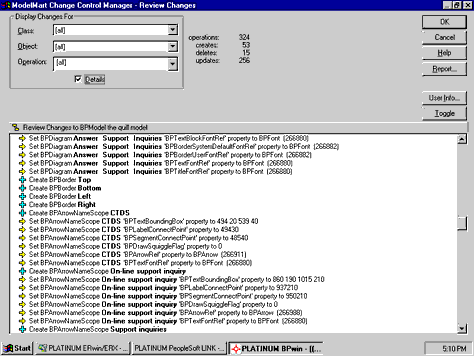 ModelMart Change Control Manager - Review Changes
Display Changes For
Class: [all]
Object: [all]
Operation: [all]
Details
operations: 324
creates: 53
deletes: 15
updates: 256
OK
Cancel
Help
Report...
User Info...
Toggle
Review Changes to BPModel the quill model
Set BPDiagram Answer Support Inquiries 'BPTextBlockFontRef' property to BPFont (266880)
Set BPDiagram Answer Support Inquiries 'BPBorderSystemDefaultFontRef' property to BPFont (266882)
Set BPDiagram Answer Support Inquiries 'BPBorderUserFontRef' property to BPFont (266882)
Set BPDiagram Answer Support Inquiries 'BPTextFontRef' property to BPFont (266880)
Set BPDiagram Answer Support Inquiries 'BPTitleFontRef' property to BPFont (266880)
Create BPBorder Top
Create BPBorder Bottom
Create BPBorder Left
Create BPBorder Right
Create BPArrowNameScope CTDS
Set BPArrowNameScope CTDS 'BPTextBoundingBox' property to 494 20 539 40
Set BPArrowNameScope CTDS 'BPLabelConnectPoint' property to 49430
Set BPArrowNameScope CTDS 'BPSegmentConnectPoint' property to 48540
Set BPArrowNameScope CTDS 'BPDrawSquiggleFlag' property to 0
Set BPArrowNameScope CTDS 'BPArrowRef' property to BPArrow (266911)
Set BPArrowNameScope CTDS 'BPTextFontRef' property to BPFont (266880)
Create BPArrowNameScope On-line support inquiry
Set BPArrowNameScope On-line support inquiry 'BPTextBoundingBox' property to 860 190 1015 210
Set BPArrowNameScope On-line support inquiry 'BPLabelConnectPoint' property to 937210
Set BPArrowNameScope On-line support inquiry 'BPSegmentConnectPoint' property to 950210
Set BPArrowNameScope On-line support inquiry 'BPDrawSquiggleFlag' property to 0
Set BPArrowNameScope On-line support inquiry 'BPArrowRef' property to BPArrow (266988)
Set BPArrowNameScope On-line support inquiry 'BPTextFontRef' property to BPFont (266880)
Create BPArrowNameScope Support inquiries
Start
PLATINUM ERwin/ERX - ...
PLATINUM PeopleSoft LINK - ...
PLATINUM BPwin - [(...
5:10 PM